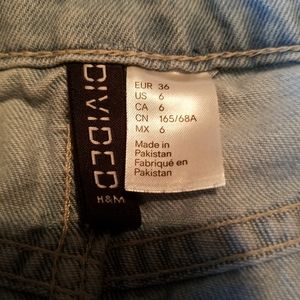 DIVIDED
H&M
EUR 36
US 6
CA 6
CN 165/68A
MX 6
Made in
Pakistan
Fabriqué en
Pakistan